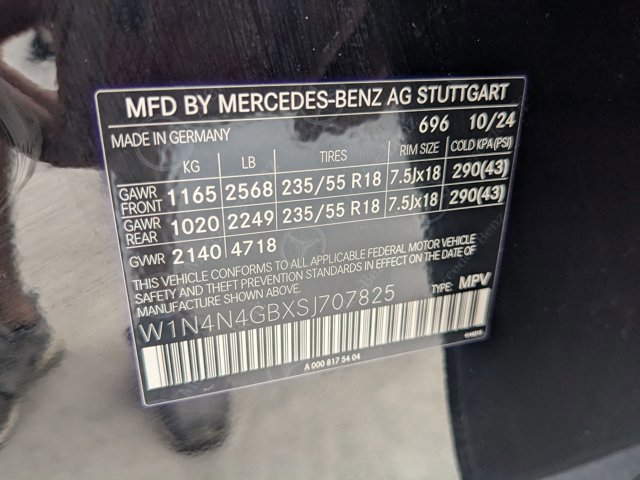 MFD BY MERCEDES-BENZ AG STUTTGART
MADE IN GERMANY 696 10/24
KG LB TIRES RIM SIZE COLD KPA (PSI)
GAWR FRONT 1165 2568 235/55 R18 7.5Jx18 290(43)
GAWR REAR 1020 2249 235/55 R18 7.5Jx18 290(43)
GVWR 2140 4718
THIS VEHICLE CONFORMS TO ALL APPLICABLE FEDERAL MOTOR VEHICLE
SAFETY AND THEFT PREVENTION STANDARDS IN EFFECT ON THE DATE OF
MANUFACTURE SHOWN ABOVE. TYPE: MPV
W1N4N4GBXSJ707825
A 000 817 54 04